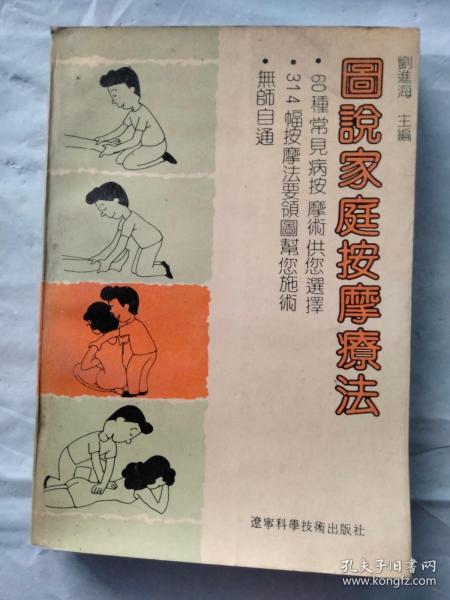 劉進海 主編
圖說家庭按摩療法
• 60種常見病按摩術供您選擇
• 314幅按摩法要領圖幫您施術
• 無師自通
遼寧科學技術出版社
孔夫子旧书网
www.kongfz.com